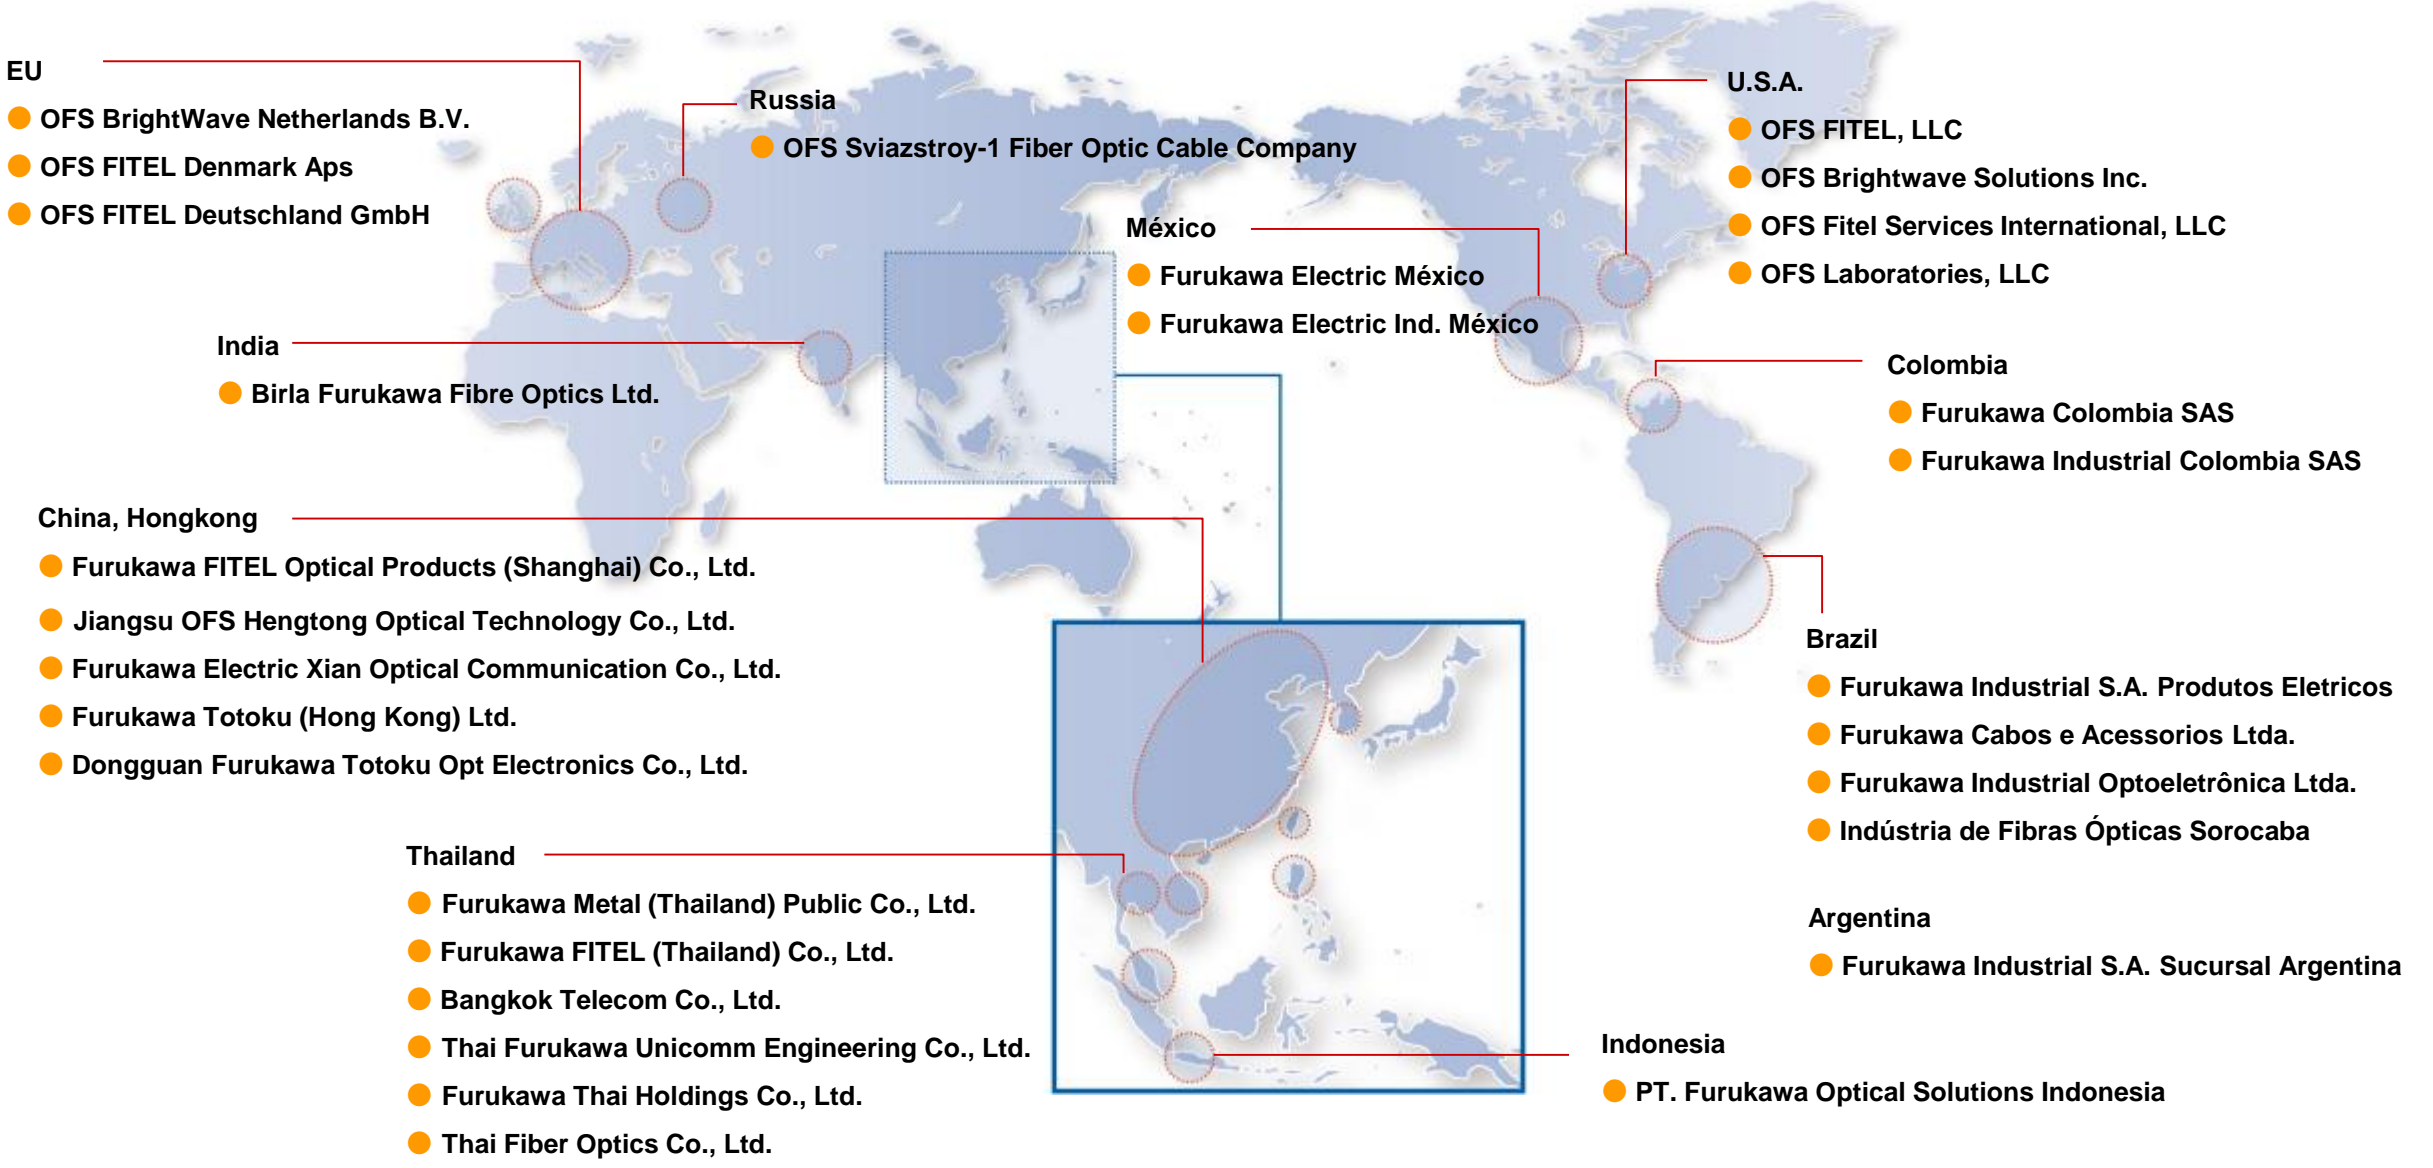 EU
OFS BrightWave Netherlands B.V.
OFS FITEL Denmark Aps
OFS FITEL Deutschland GmbH
Russia
OFS Sviazstroy-1 Fiber Optic Cable Company
U.S.A.
OFS FITEL, LLC
OFS Brightwave Solutions Inc.
OFS Fitel Services International, LLC
OFS Laboratories, LLC
México
Furukawa Electric México
Furukawa Electric Ind. México
India
Birla Furukawa Fibre Optics Ltd.
Colombia
Furukawa Colombia SAS
Furukawa Industrial Colombia SAS
China, Hongkong
Furukawa FITEL Optical Products (Shanghai) Co., Ltd.
Jiangsu OFS Hengtong Optical Technology Co., Ltd.
Furukawa Electric Xian Optical Communication Co., Ltd.
Furukawa Totoku (Hong Kong) Ltd.
Dongguan Furukawa Totoku Opt Electronics Co., Ltd.
Brazil
Furukawa Industrial S.A. Produtos Eletricos
Furukawa Cabos e Acessorios Ltda.
Furukawa Industrial Optoeletrônica Ltda.
Indústria de Fibras Ópticas Sorocaba
Thailand
Furukawa Metal (Thailand) Public Co., Ltd.
Furukawa FITEL (Thailand) Co., Ltd.
Bangkok Telecom Co., Ltd.
Thai Furukawa Unicomm Engineering Co., Ltd.
Furukawa Thai Holdings Co., Ltd.
Thai Fiber Optics Co., Ltd.
Argentina
Furukawa Industrial S.A. Sucursal Argentina
Indonesia
PT. Furukawa Optical Solutions Indonesia